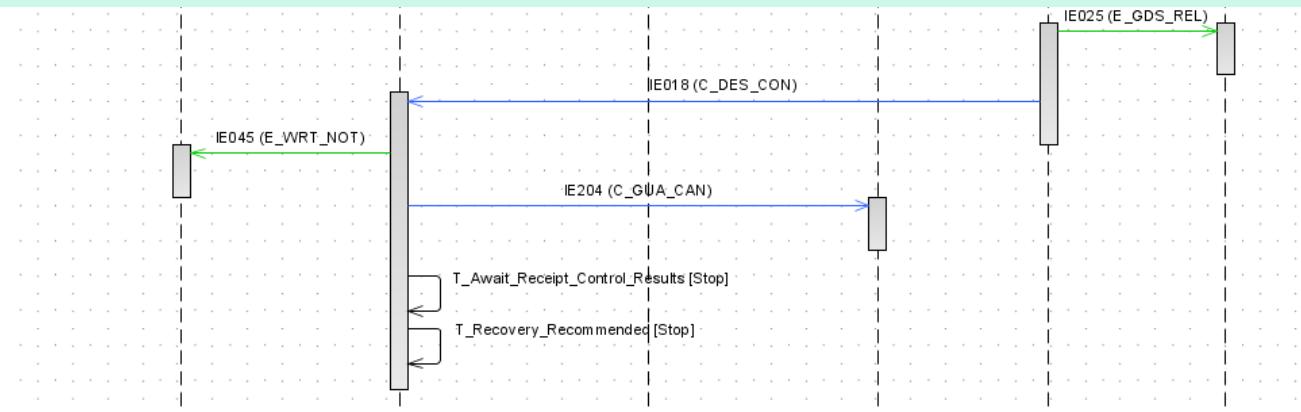 IE025 (E_GDS_REL)
IE018 (C_DES_CON)
IE045 (E_WRT_NOT)
IE204 (C_GUA_CAN)
T_Await_Receipt_Control_Results [Stop]
T_Recovery_Recommended [Stop]